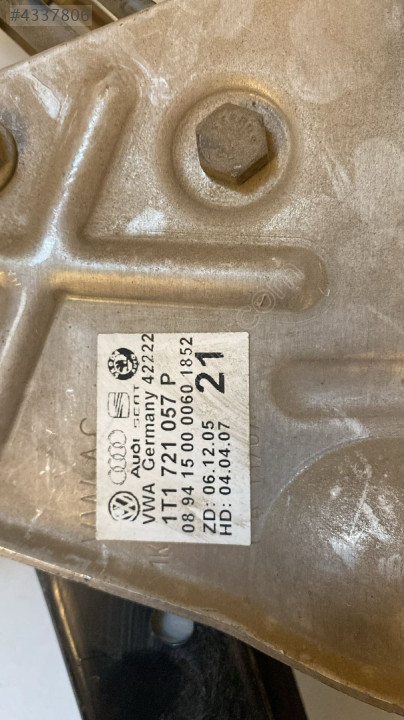 #4337806
Audi SEAT
VWA Germany 42222
1T1 721 057 P
08 94 15 00 0060 1852
ZD: 06.12.05
HD: 04.04.07
21